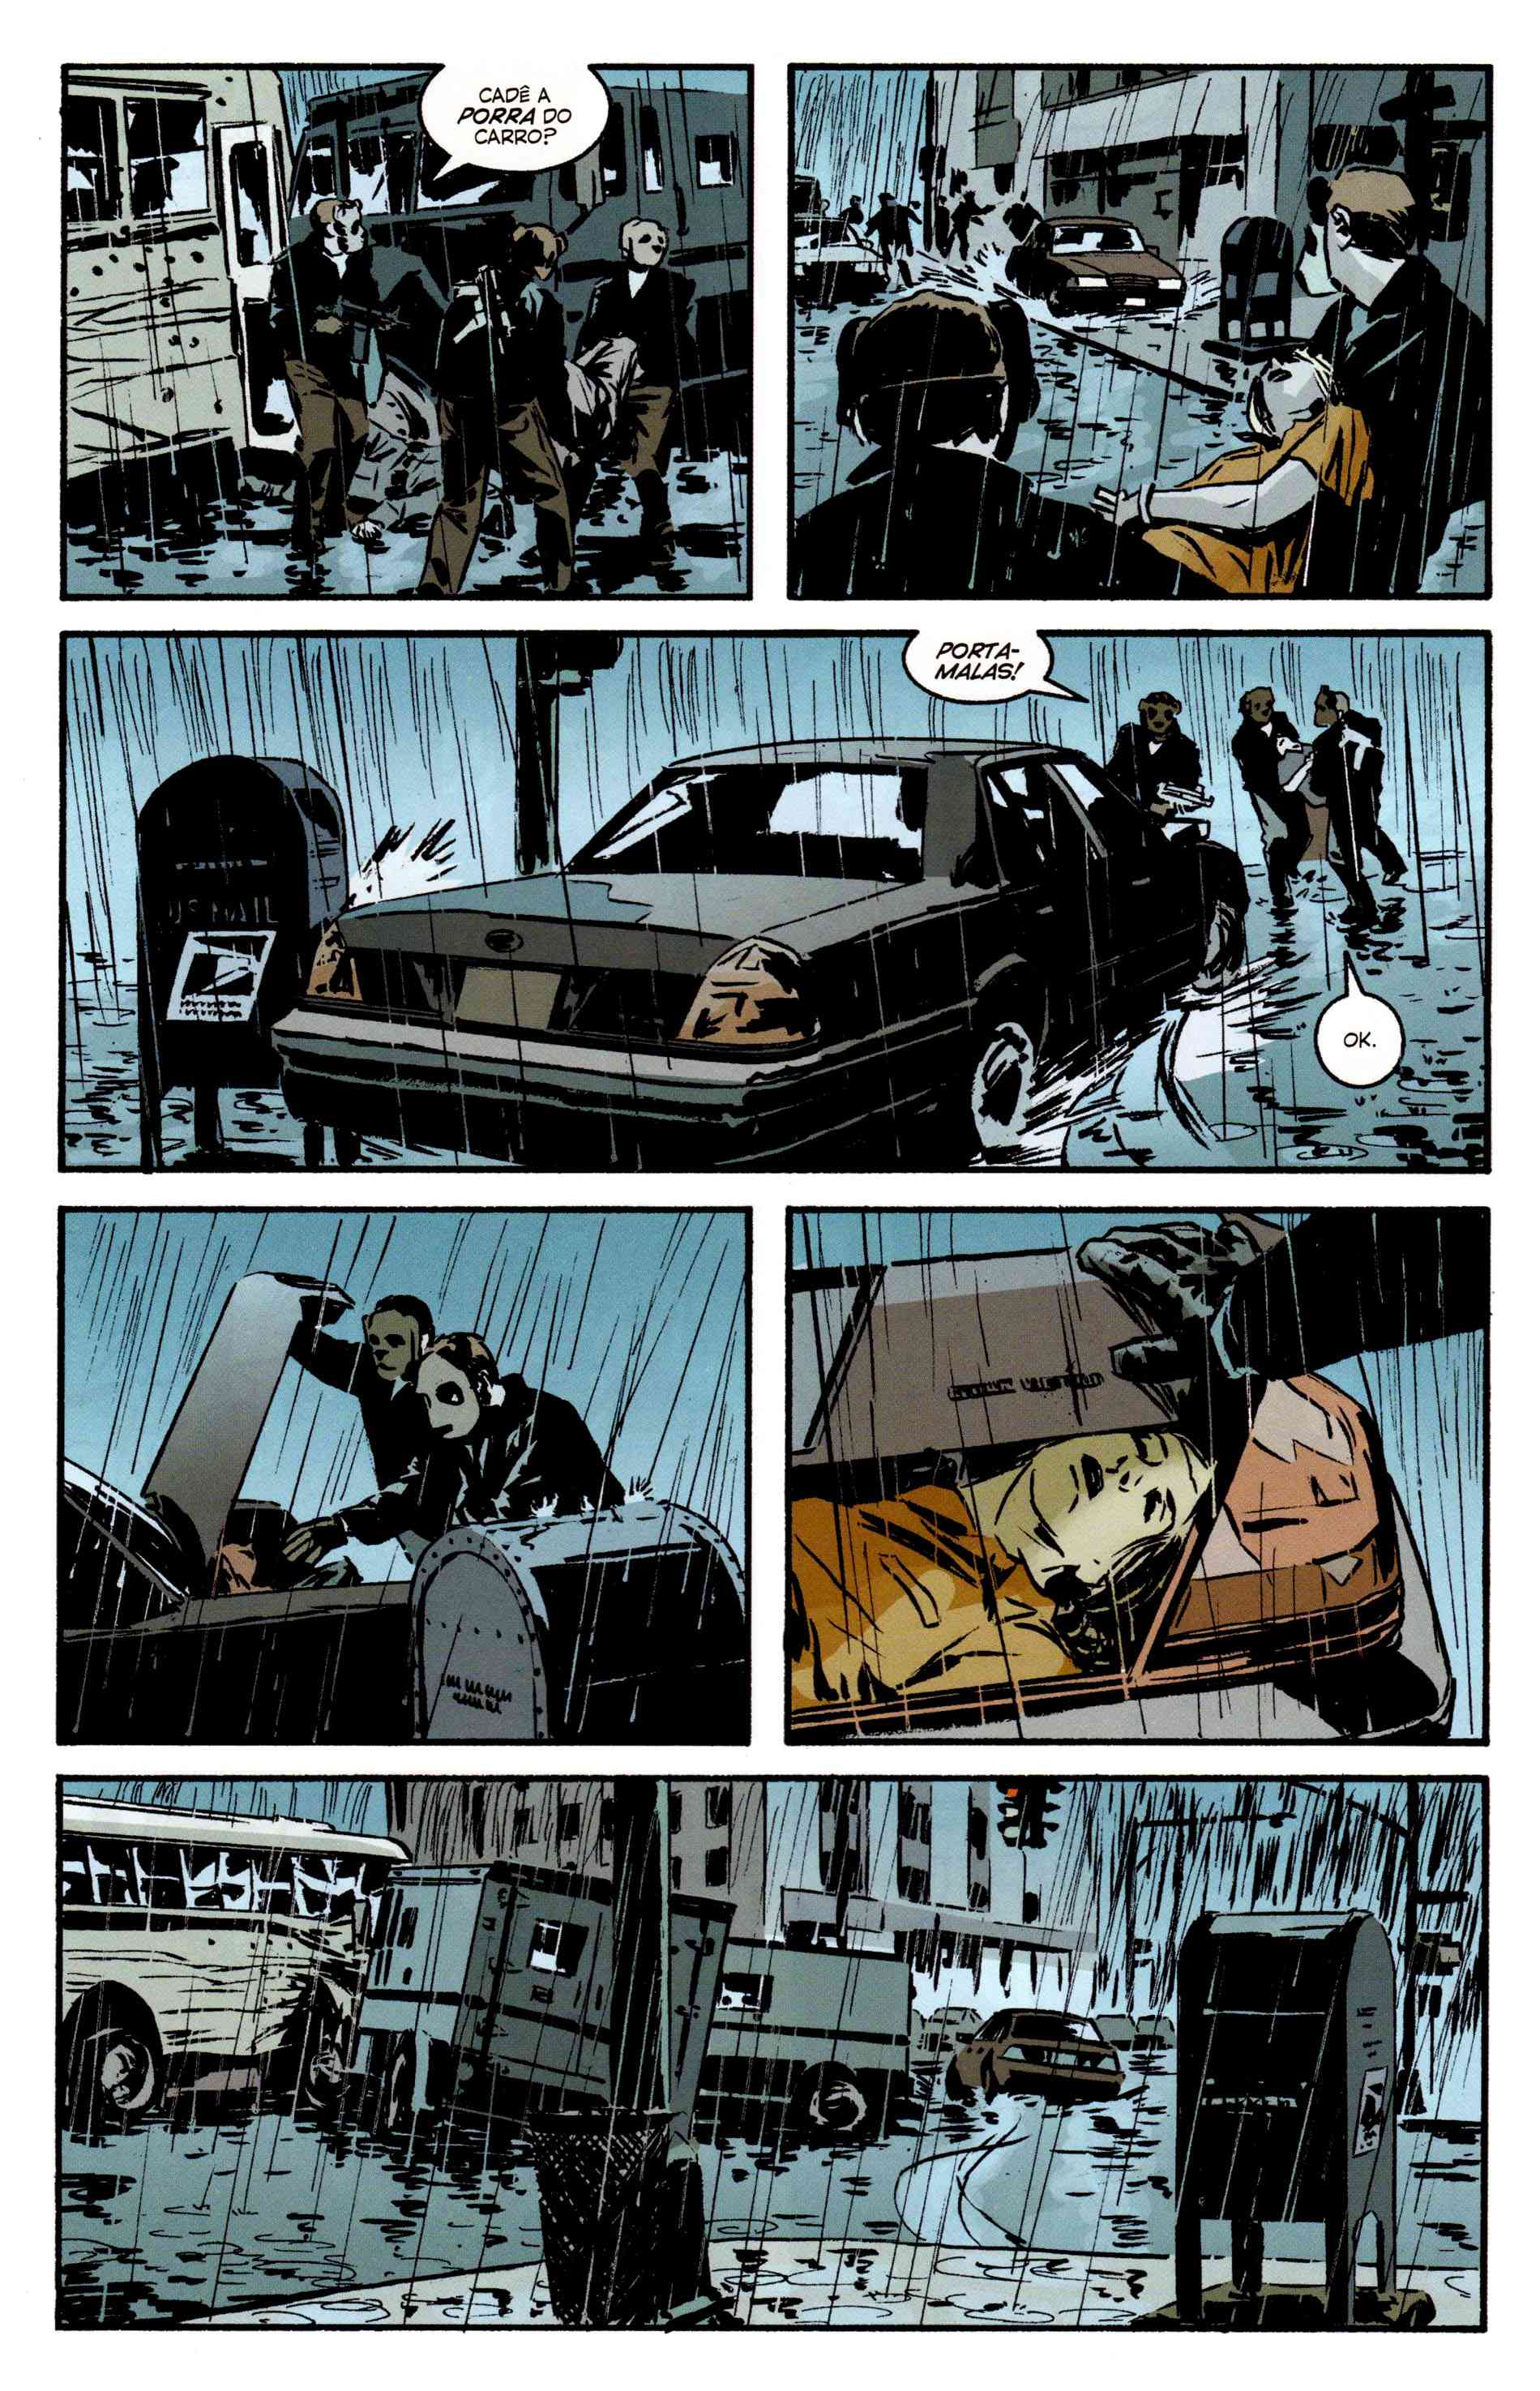 CADÊ A
PORRA DO
CARRO?
PORTA-
MALAS!
OK.
US MAIL